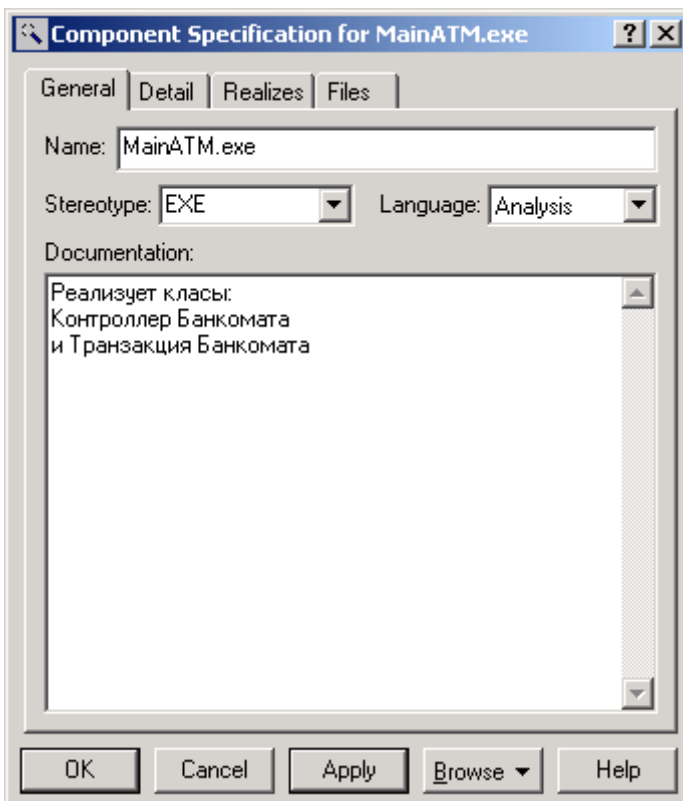 Component Specification for MainATM.exe
General Detail Realizes Files
Name: MainATM.exe
Stereotype: EXE Language: Analysis
Documentation:
Реализует класы:
Контроллер Банкомата
и Транзакция Банкомата
OK Cancel Apply Browse Help